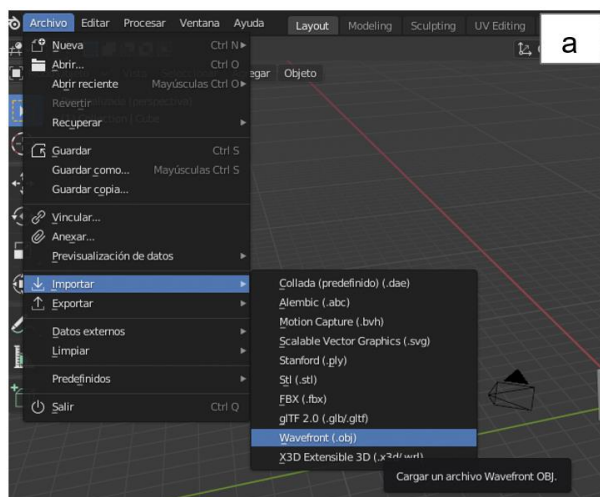 Archivo Editar Procesar Ventana Ayuda Layout Modeling Sculpting UV Editing
a
Nueva Ctrl N
Abrir... Ctrl O
Abrir reciente Mayúsculas Ctrl O
egar Objeto
Revertir
Recuperar
Guardar Ctrl S
Guardar como... Mayúsculas Ctrl S
Guardar copia...
Vincular...
Anexar...
Previsualización de datos
Importar
Exportar
Datos externos
Limpiar
Predefinidos
Salir Ctrl Q
Collada (predefinido) (.dae)
Alembic (.abc)
Motion Capture (.bvh)
Scalable Vector Graphics (.svg)
Stanford (.ply)
Stl (.stl)
FBX (.fbx)
glTF 2.0 (.glb/.gltf)
Wavefront (.obj)
X3D Extensible 3D (.x3d/.wrl)
Cargar un archivo Wavefront OBJ.